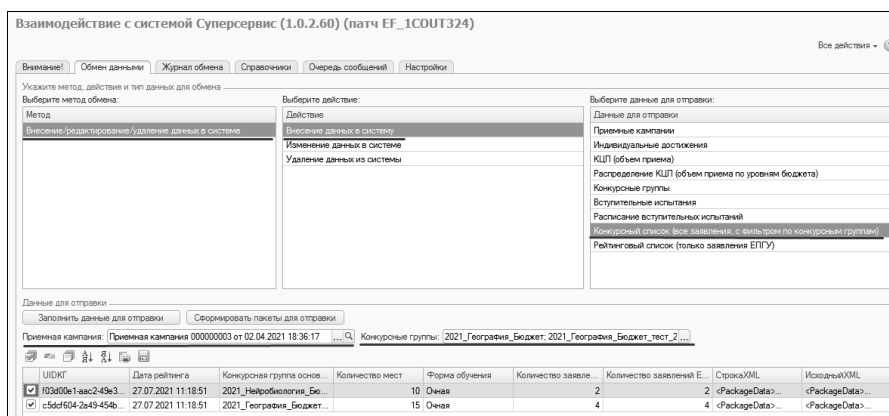 Взаимодействие с системой Суперсервис (1.0.2.60) (патч EF_1COUT324)
Все действия
Внимание! Обмен данными Журнал обмена Справочники Очередь сообщений Настройки
Укажите метод, действие и тип данных для обмена
Выберите метод обмена: Выберите действие: Выберите данные для отправки:
Метод Действие Данные для отправки
Внесение/редактирование/удаление данных в системе Внесение данных в систему Приемные кампании
Изменение данных в системе Индивидуальные достижения
Удаление данных из системы КЦП (объем приема)
Распределение КЦП (объем приема по уровням бюджета)
Конкурсные группы
Вступительные испытания
Расписание вступительных испытаний
Конкурсный список (все заявления, с фильтром по конкурсным группам)
Рейтинговый список (только заявления ЕПГУ)
Данные для отправки
Заполнить данные для отправки Сформировать пакеты для отправки
Приемная кампания: Приемная кампания 000000003 от 02.04.2021 18:36:17 ... Конкурсные группы: 2021_География_Бюджет; 2021_География_Бюджет_тест_2 ...
UIDКГ Дата рейтинга Конкурсная группа основ... Количество мест Форма обучения Количество заявле... Количество заявлений Е... СтрокаXML ИсходныйXML
f03d00e1-aac2-49e3... 27.07.2021 11:18:51 2021_Нейробиология_Бю... 10 Очная 2 2 <PackageData>... <PackageData>...
c5dcf604-2a49-454b... 27.07.2021 11:18:51 2021_География_Бюджет... 15 Очная 4 4 <PackageData>... <PackageData>...